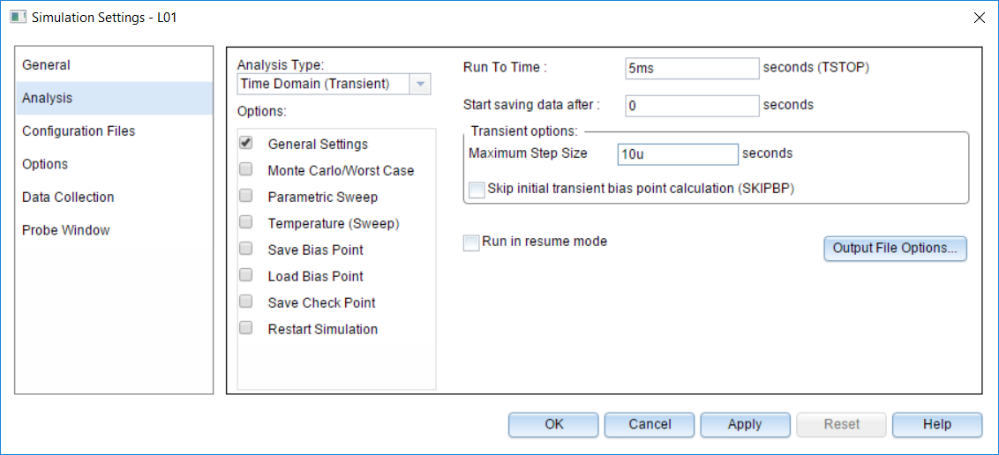 Simulation Settings - L01
General
Analysis
Configuration Files
Options
Data Collection
Probe Window
Analysis Type:
Time Domain (Transient)
Options:
General Settings
Monte Carlo/Worst Case
Parametric Sweep
Temperature (Sweep)
Save Bias Point
Load Bias Point
Save Check Point
Restart Simulation
Run To Time : 5ms seconds (TSTOP)
Start saving data after : 0 seconds
Transient options:
Maximum Step Size 10u seconds
Skip initial transient bias point calculation (SKIPBP)
Run in resume mode
Output File Options...
OK Cancel Apply Reset Help